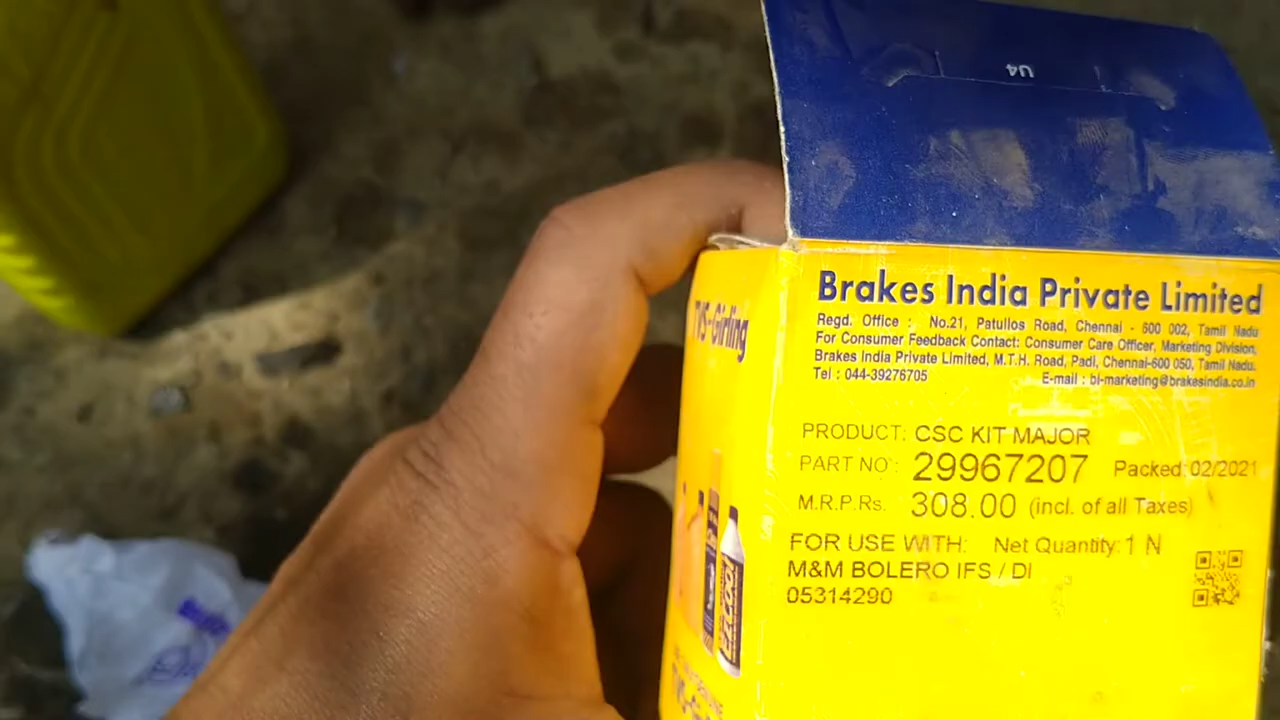 U4
Brakes India Private Limited
Regd. Office : No.21, Patullos Road, Chennai - 600 002, Tamil Nadu
For Consumer Feedback Contact: Consumer Care Officer, Marketing Division,
Brakes India Private Limited, M.T.H. Road, Padi, Chennai-600 050, Tamil Nadu.
Tel : 044-39276705 E-mail : bi-marketing@brakesindia.co.in
TVS-Girling
PRODUCT: CSC KIT MAJOR
PART NO: 29967207 Packed: 02/2021
M.R.P.Rs. 308.00 (incl. of all Taxes)
FOR USE WITH: Net Quantity: 1 N
M&M BOLERO IFS / DI
05314290